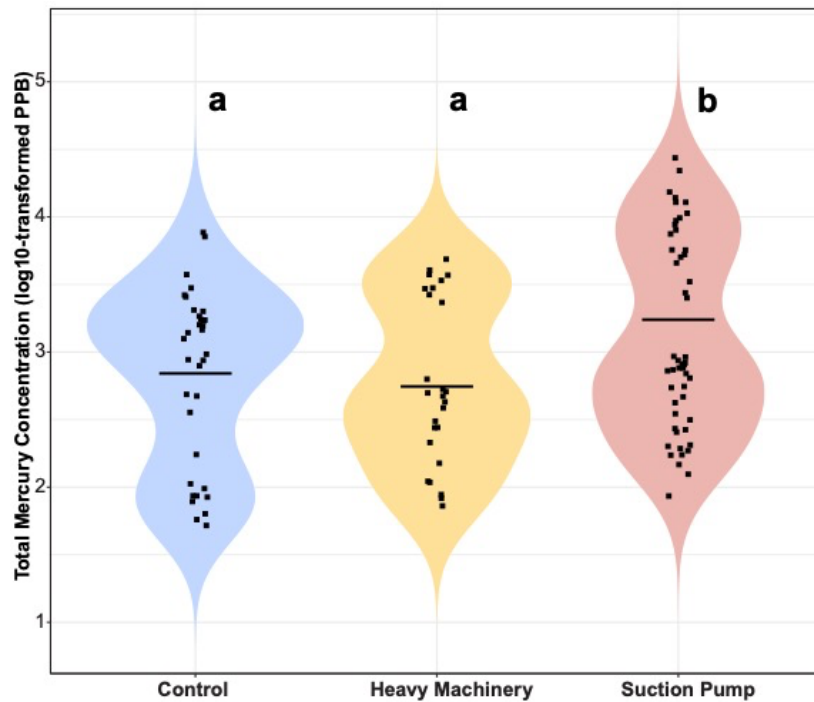 Total Mercury Concentration (log10-transformed PPB)
5
4
3
2
1
a
a
b
Control
Heavy Machinery
Suction Pump